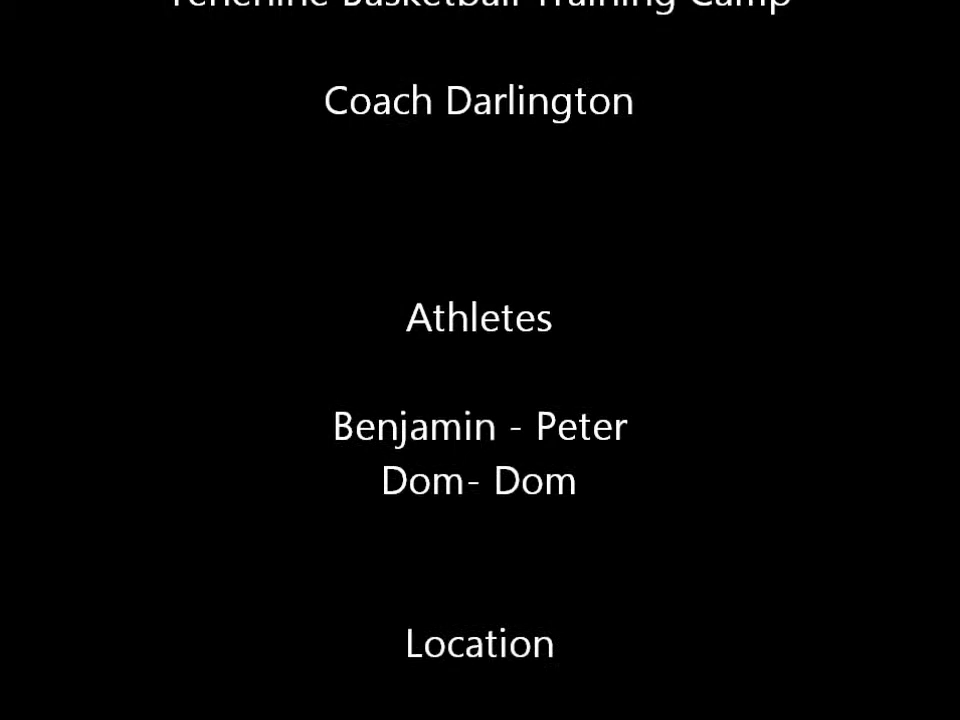 Basketball Training Camp
Coach Darlington
Athletes
Benjamin - Peter
Dom- Dom
Location